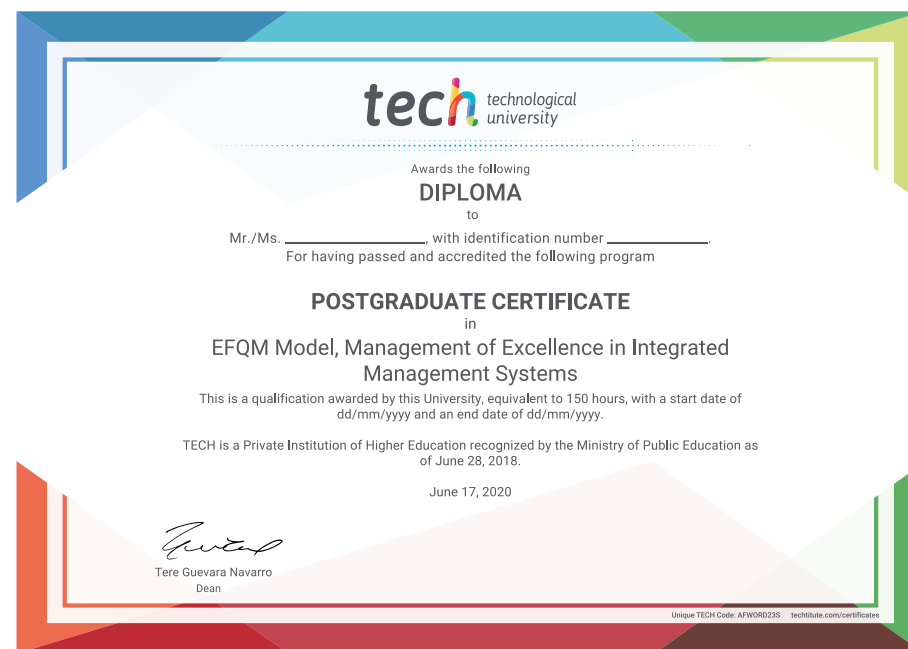 tech technological
university
Awards the following
DIPLOMA
to
Mr./Ms. ____________________, with identification number ______________.
For having passed and accredited the following program
POSTGRADUATE CERTIFICATE
in
EFQM Model, Management of Excellence in Integrated
Management Systems
This is a qualification awarded by this University, equivalent to 150 hours, with a start date of
dd/mm/yyyy and an end date of dd/mm/yyyy.
TECH is a Private Institution of Higher Education recognized by the Ministry of Public Education as
of June 28, 2018.
June 17, 2020
Tere Guevara Navarro
Dean
Unique TECH Code: AFWORD23S techtitute.com/certificates